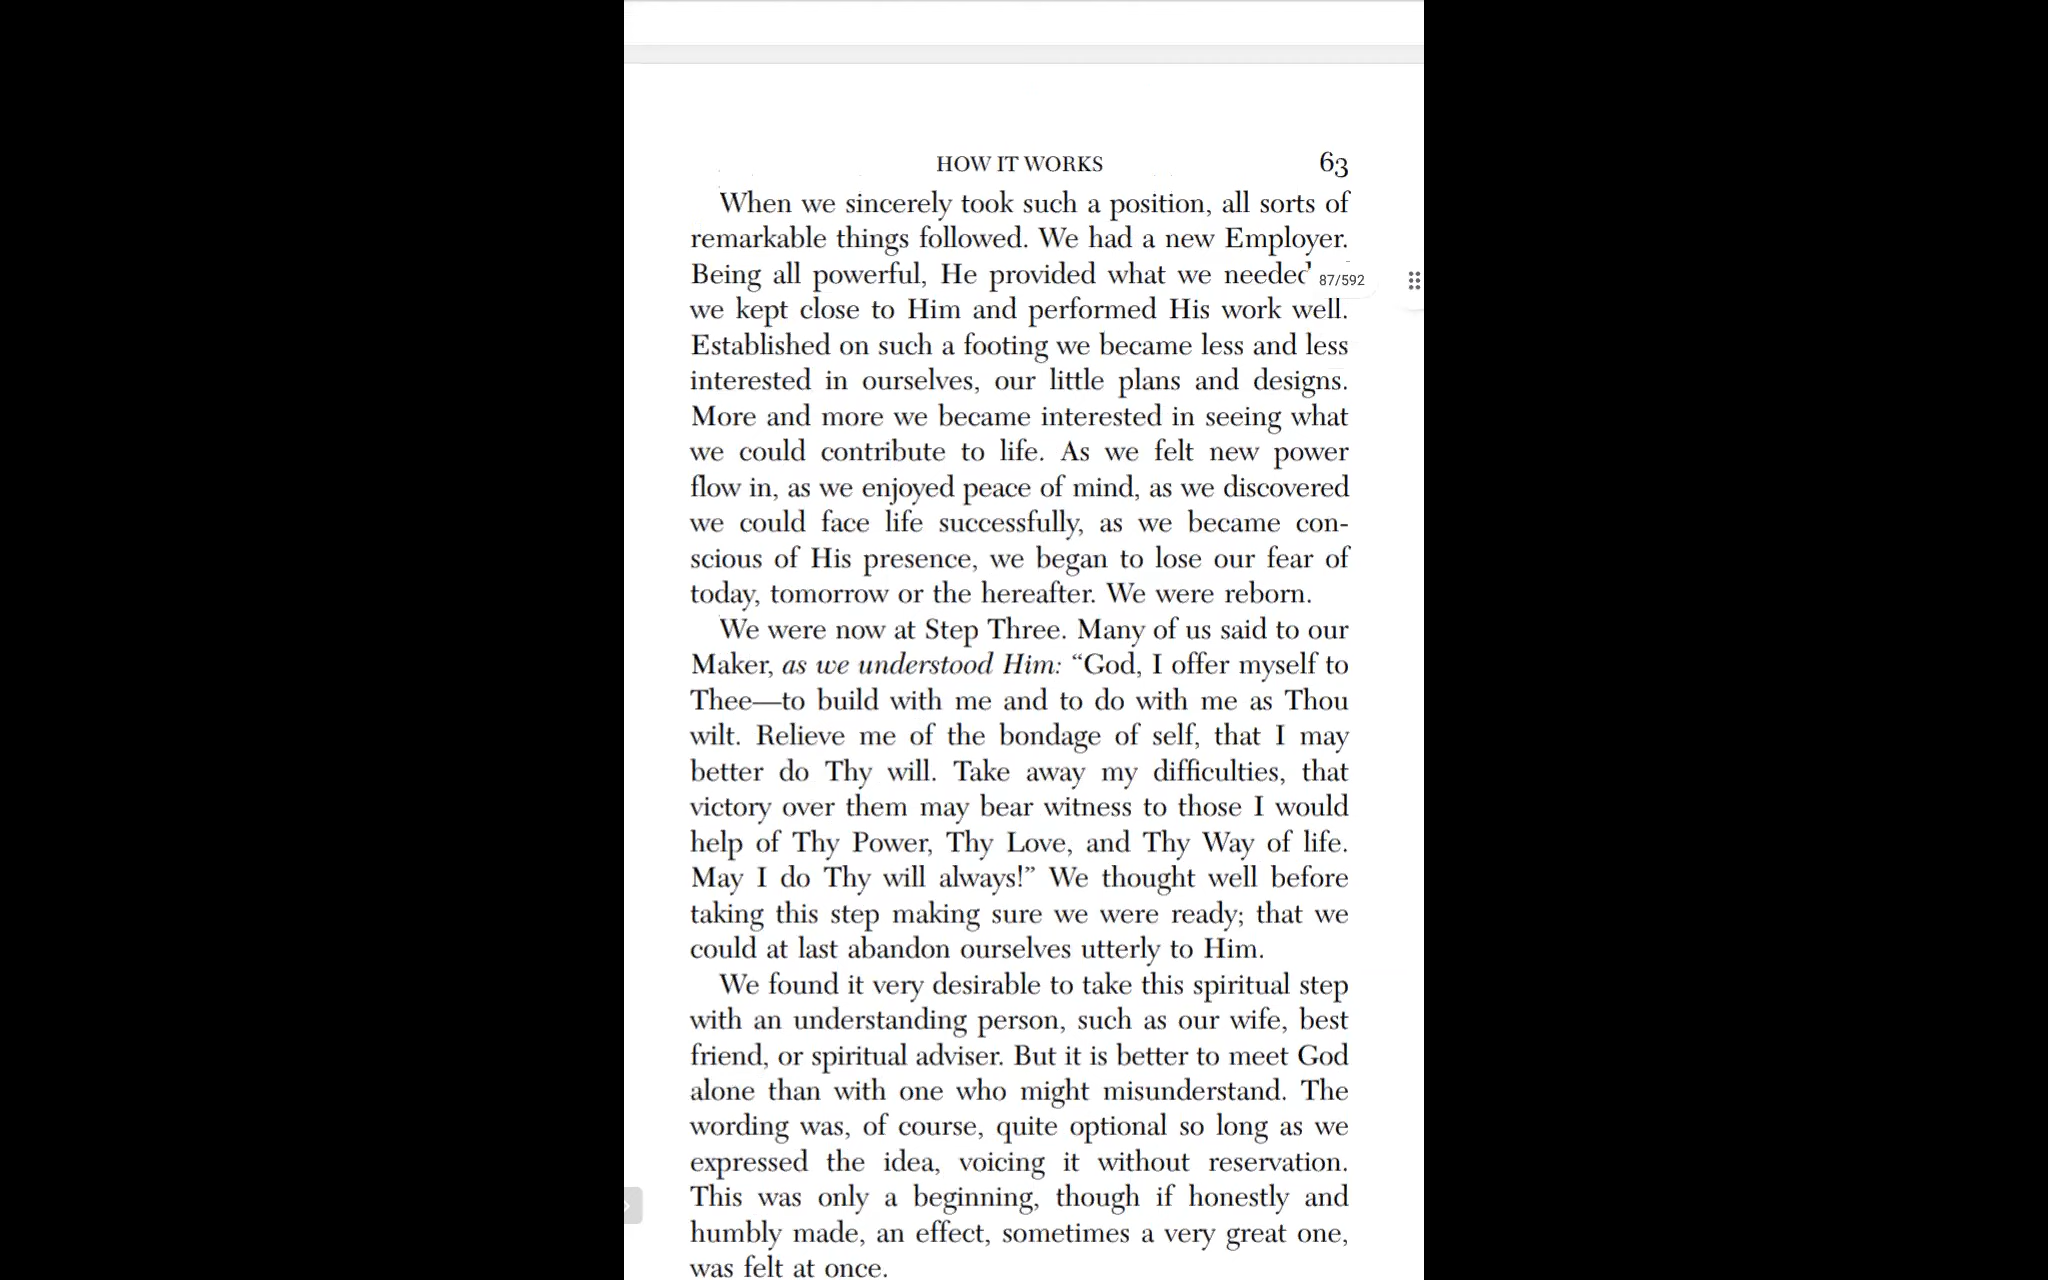 HOW IT WORKS 63
When we sincerely took such a position, all sorts of
remarkable things followed. We had a new Employer.
Being all powerful, He provided what we needed
87/592
we kept close to Him and performed His work well.
Established on such a footing we became less and less
interested in ourselves, our little plans and designs.
More and more we became interested in seeing what
we could contribute to life. As we felt new power
flow in, as we enjoyed peace of mind, as we discovered
we could face life successfully, as we became con-
scious of His presence, we began to lose our fear of
today, tomorrow or the hereafter. We were reborn.
We were now at Step Three. Many of us said to our
Maker, as we understood Him: “God, I offer myself to
Thee—to build with me and to do with me as Thou
wilt. Relieve me of the bondage of self, that I may
better do Thy will. Take away my difficulties, that
victory over them may bear witness to those I would
help of Thy Power, Thy Love, and Thy Way of life.
May I do Thy will always!” We thought well before
taking this step making sure we were ready; that we
could at last abandon ourselves utterly to Him.
We found it very desirable to take this spiritual step
with an understanding person, such as our wife, best
friend, or spiritual adviser. But it is better to meet God
alone than with one who might misunderstand. The
wording was, of course, quite optional so long as we
expressed the idea, voicing it without reservation.
This was only a beginning, though if honestly and
humbly made, an effect, sometimes a very great one,
was felt at once.